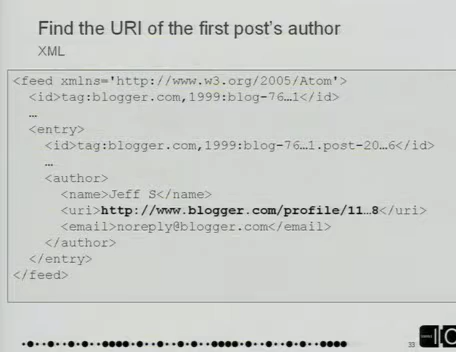 Find the URI of the first post's author
XML
<feed xmlns='http://www.w3.org/2005/Atom'>
<id>tag:blogger.com,1999:blog-76…1</id>
…
<entry>
<id>tag:blogger.com,1999:blog-76…1.post-20…6</id>
…
<author>
<name>Jeff S</name>
<uri>http://www.blogger.com/profile/11…8</uri>
<email>noreply@blogger.com</email>
</author>
</entry>
</feed>
33